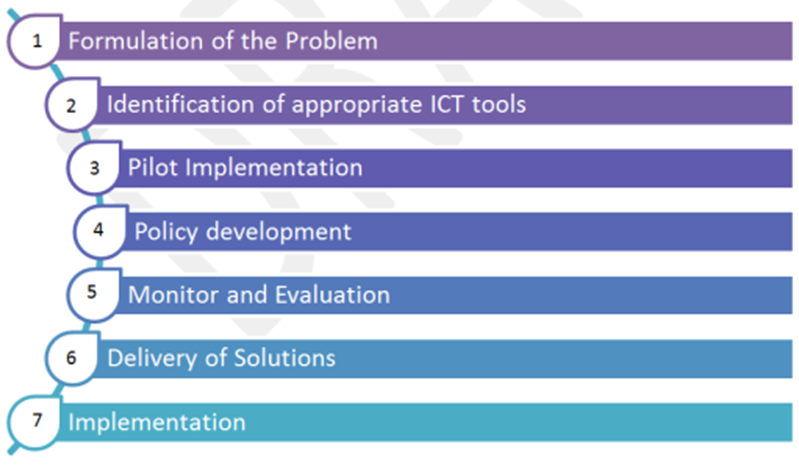 1 Formulation of the Problem
2 Identification of appropriate ICT tools
3 Pilot Implementation
4 Policy development
5 Monitor and Evaluation
6 Delivery of Solutions
7 Implementation